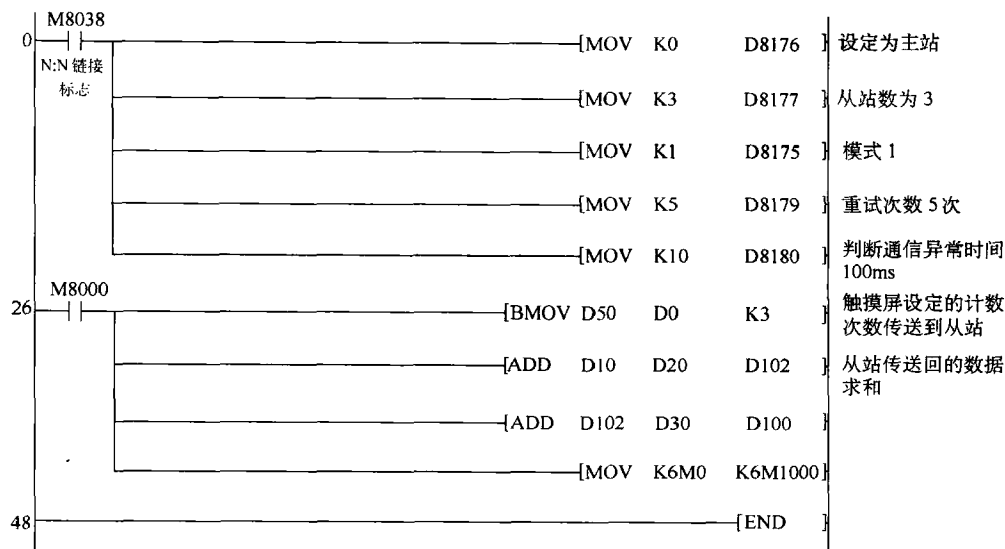 M8038
0
[MOV K0 D8176 ]
设定为主站
N:N 链接
标志
[MOV K3 D8177 ]
从站数为 3
[MOV K1 D8175 ]
模式 1
[MOV K5 D8179 ]
重试次数 5 次
[MOV K10 D8180 ]
判断通信异常时间
100ms
M8000
26
[BMOV D50 D0 K3 ]
触摸屏设定的计数
次数传送到从站
[ADD D10 D20 D102 ]
从站传送回的数据
求和
[ADD D102 D30 D100 ]
[MOV K6M0 K6M1000]
48
[END ]